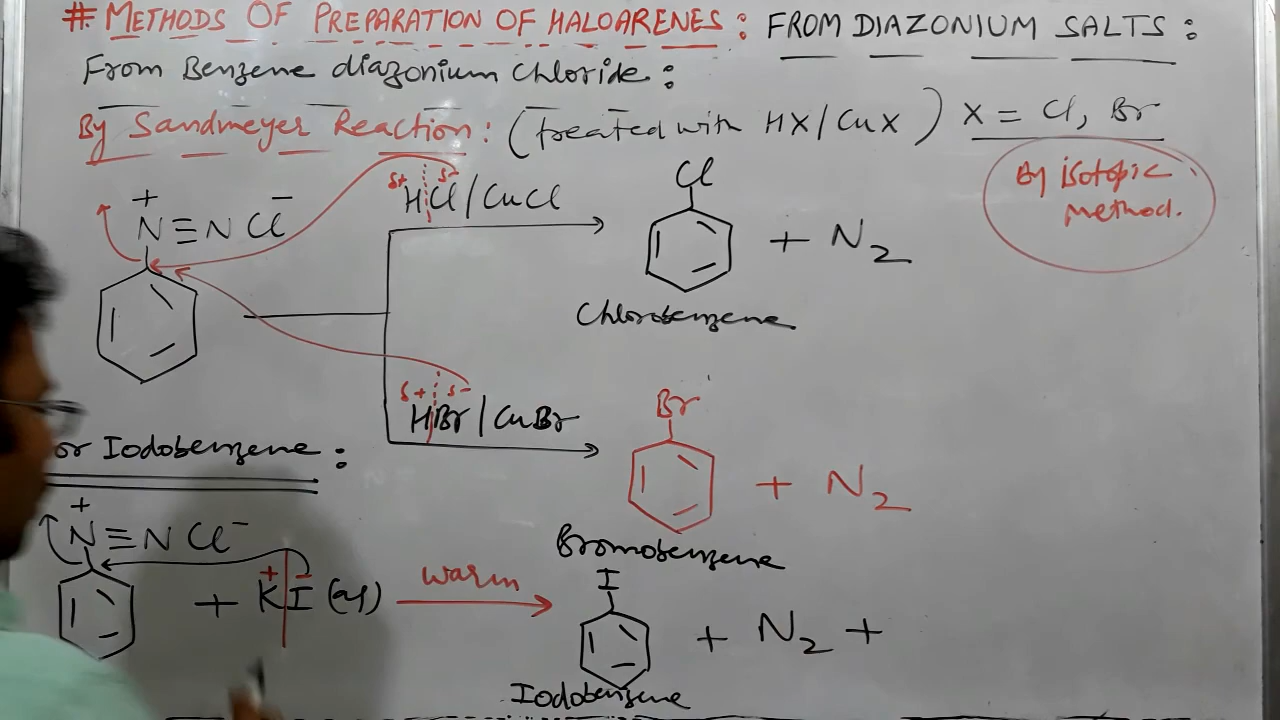 # METHODS OF PREPARATION OF HALOARENES : FROM DIAZONIUM SALTS :
From Benzene diazonium Chloride :
By Sandmeyer Reaction : (treated with HX/CuX) X = Cl, Br
By isotopic method.
+
N≡N Cl⁻
δ+ δ-
HCl/CuCl
Cl
+ N₂
Chlorobenzene
δ+ δ-
HBr/CuBr
Br
+ N₂
Bromobenzene
or Iodobenzene :
+
N≡N Cl⁻
+ -
+ KI (aq)
warm
I
+ N₂ +
Iodobenzene